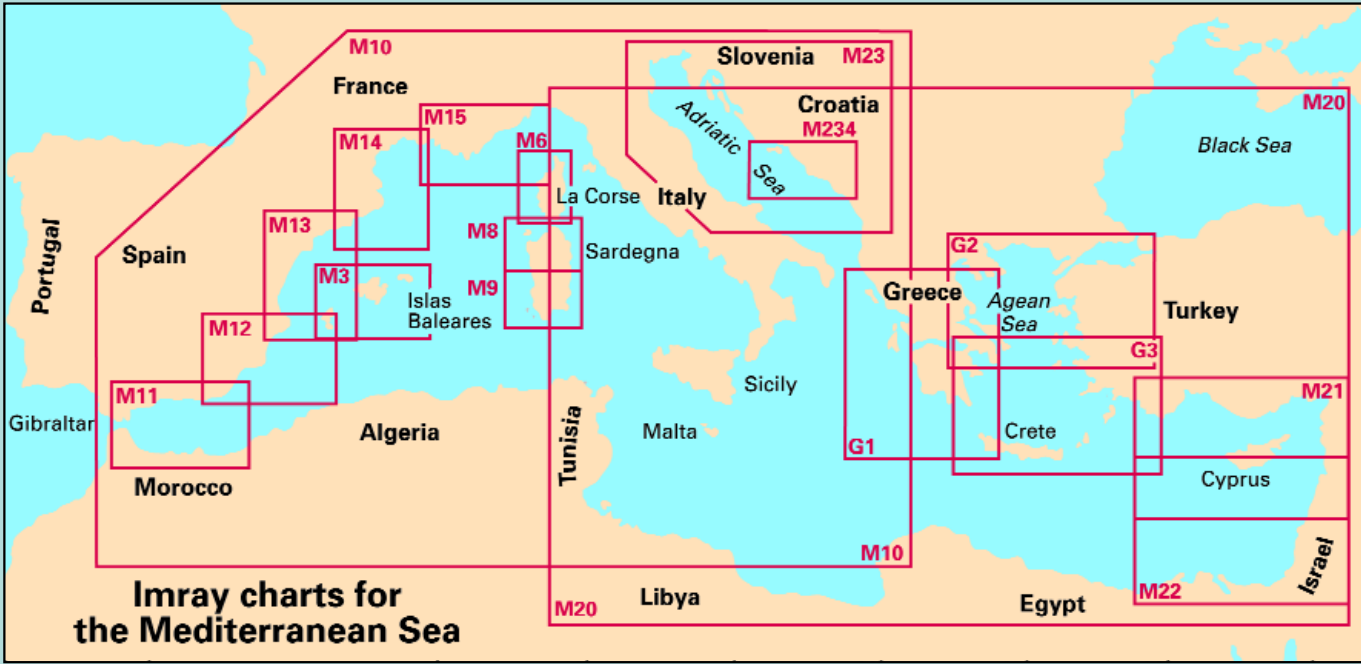 M10
Slovenia
M23
France
M20
M15
Croatia
Adriatic
Sea
M234
M14
M6
Black Sea
La Corse
Italy
M13
Portugal
Spain
M8
G2
Sardegna
M3
M9
Greece
Agean
Sea
Islas
Baleares
Turkey
M12
G3
Sicily
M11
M21
Gibraltar
Algeria
Tunisia
Malta
Crete
G1
Morocco
Cyprus
M10
Israel
M22
Imray charts for
the Mediterranean Sea
M20
Libya
Egypt